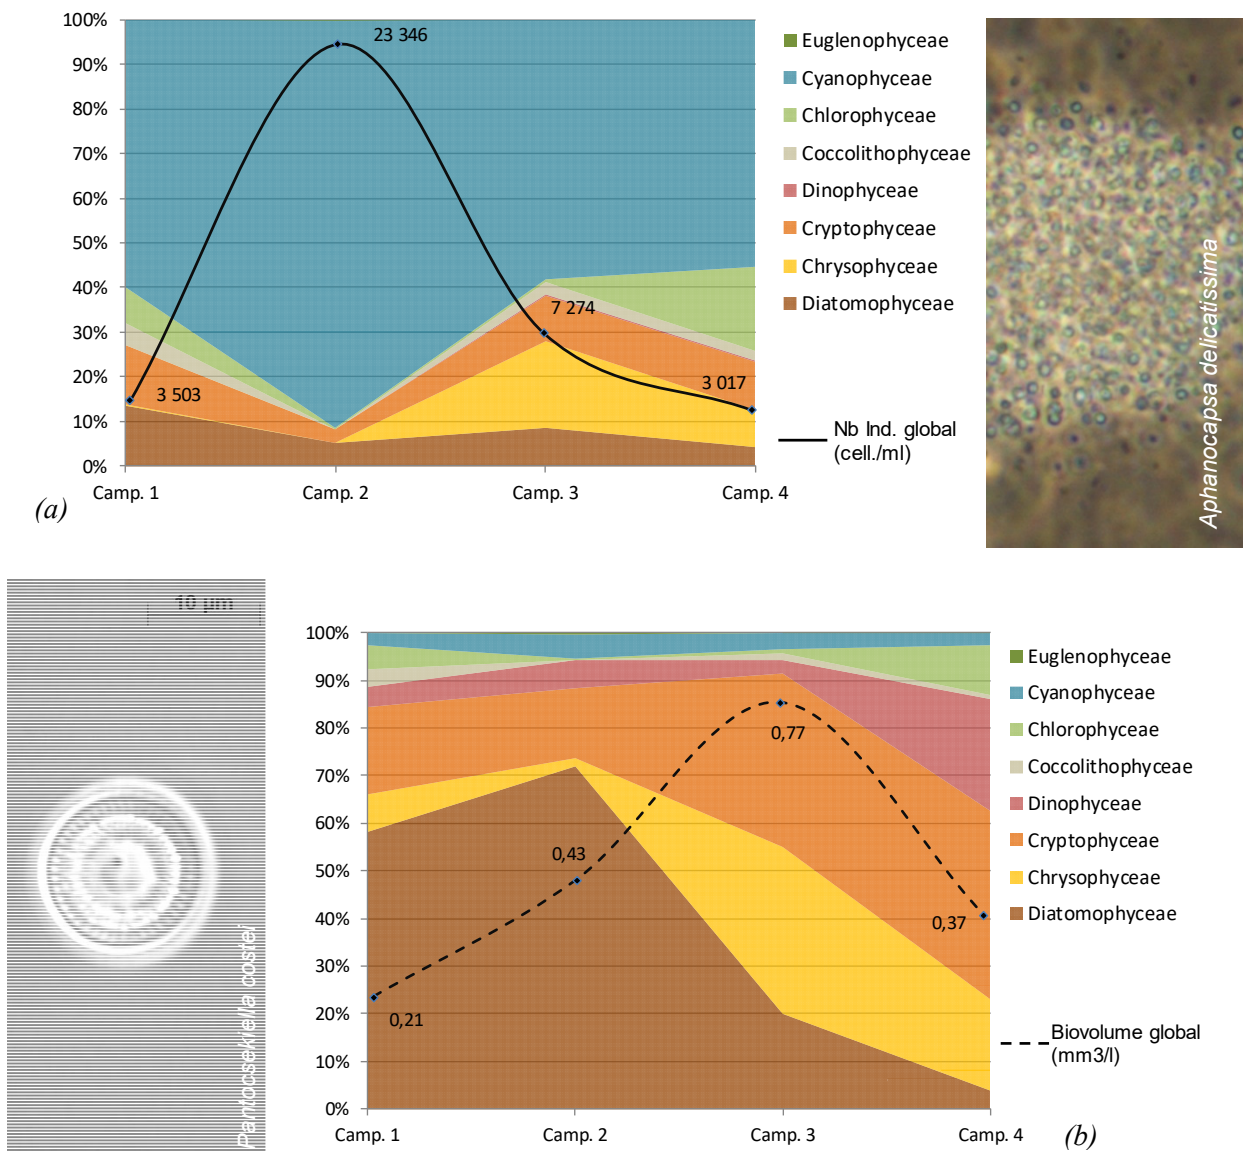 100%
90%
80%
70%
60%
50%
40%
30%
20%
10%
0%
23 346
3 503
7 274
3 017
Camp. 1
Camp. 2
Camp. 3
Camp. 4
(a)
Euglenophyceae
Cyanophyceae
Chlorophyceae
Coccolithophyceae
Dinophyceae
Cryptophyceae
Chrysophyceae
Diatomophyceae
Nb Ind. global
(cell./ml)
Aphanocapsa delicatissima
10 µm
Pantocsekiella costei
100%
90%
80%
70%
60%
50%
40%
30%
20%
10%
0%
0,21
0,43
0,77
0,37
Camp. 1
Camp. 2
Camp. 3
Camp. 4
(b)
Euglenophyceae
Cyanophyceae
Chlorophyceae
Coccolithophyceae
Dinophyceae
Cryptophyceae
Chrysophyceae
Diatomophyceae
Biovolume global
(mm3/l)